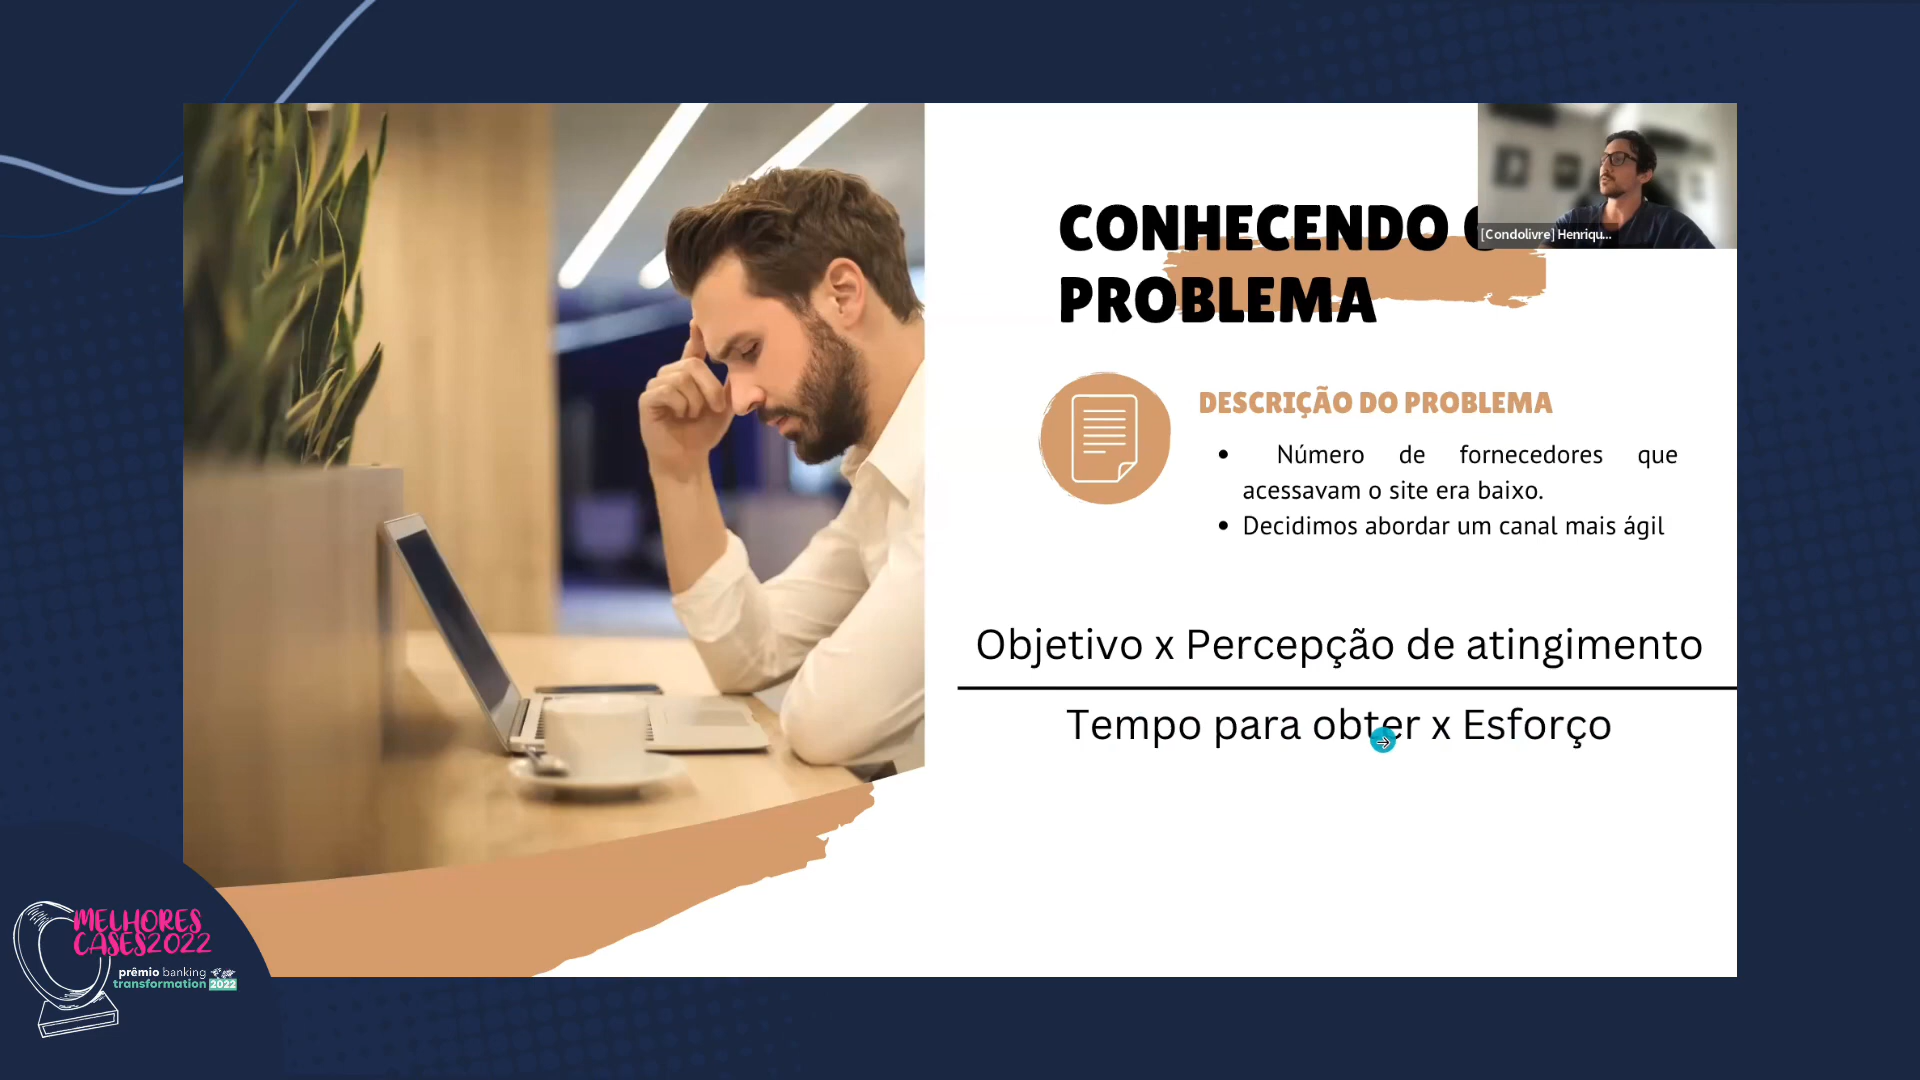 CONHECENDO
PROBLEMA
[Condolivre] Henriqu...
DESCRIÇÃO DO PROBLEMA
Número de fornecedores que
acessavam o site era baixo.
Decidimos abordar um canal mais ágil
Objetivo x Percepção de atingimento
Tempo para obter x Esforço
MELHORES
CASES2022
prêmio banking
transformation 2022